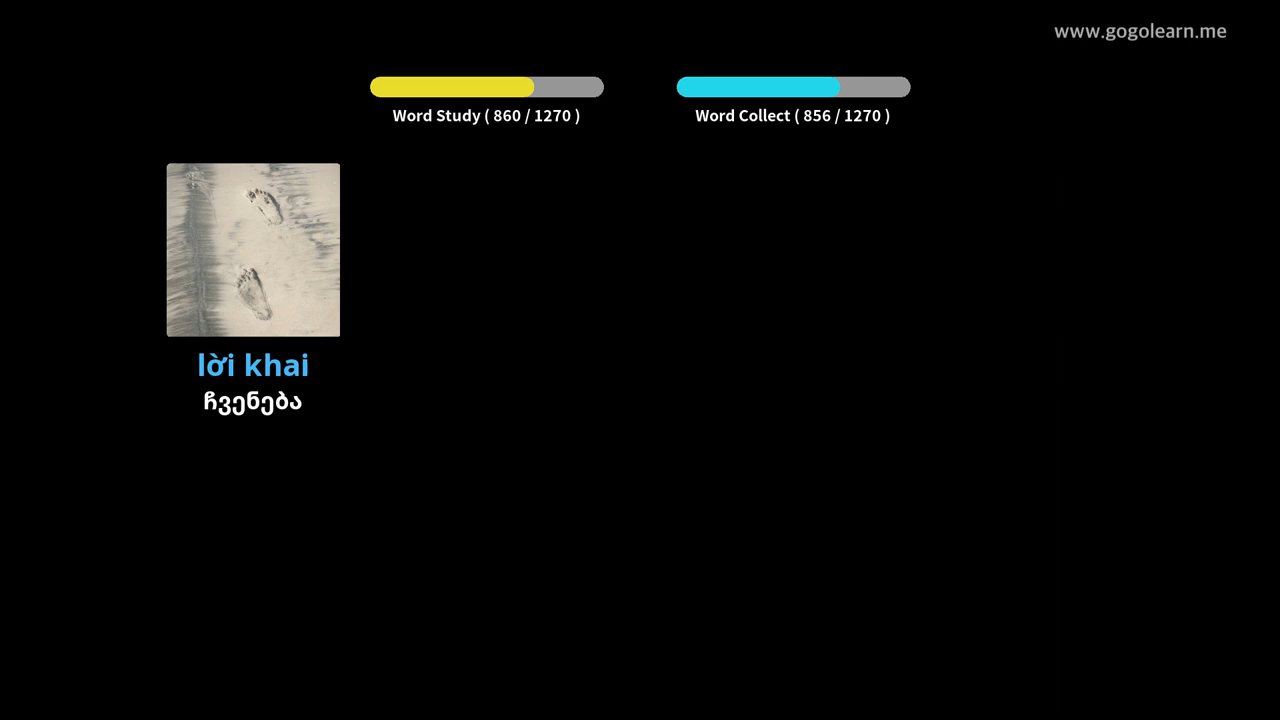 www.gogolearn.me
Word Study ( 860 / 1270 )
Word Collect ( 856 / 1270 )
lời khai
ჩვენება